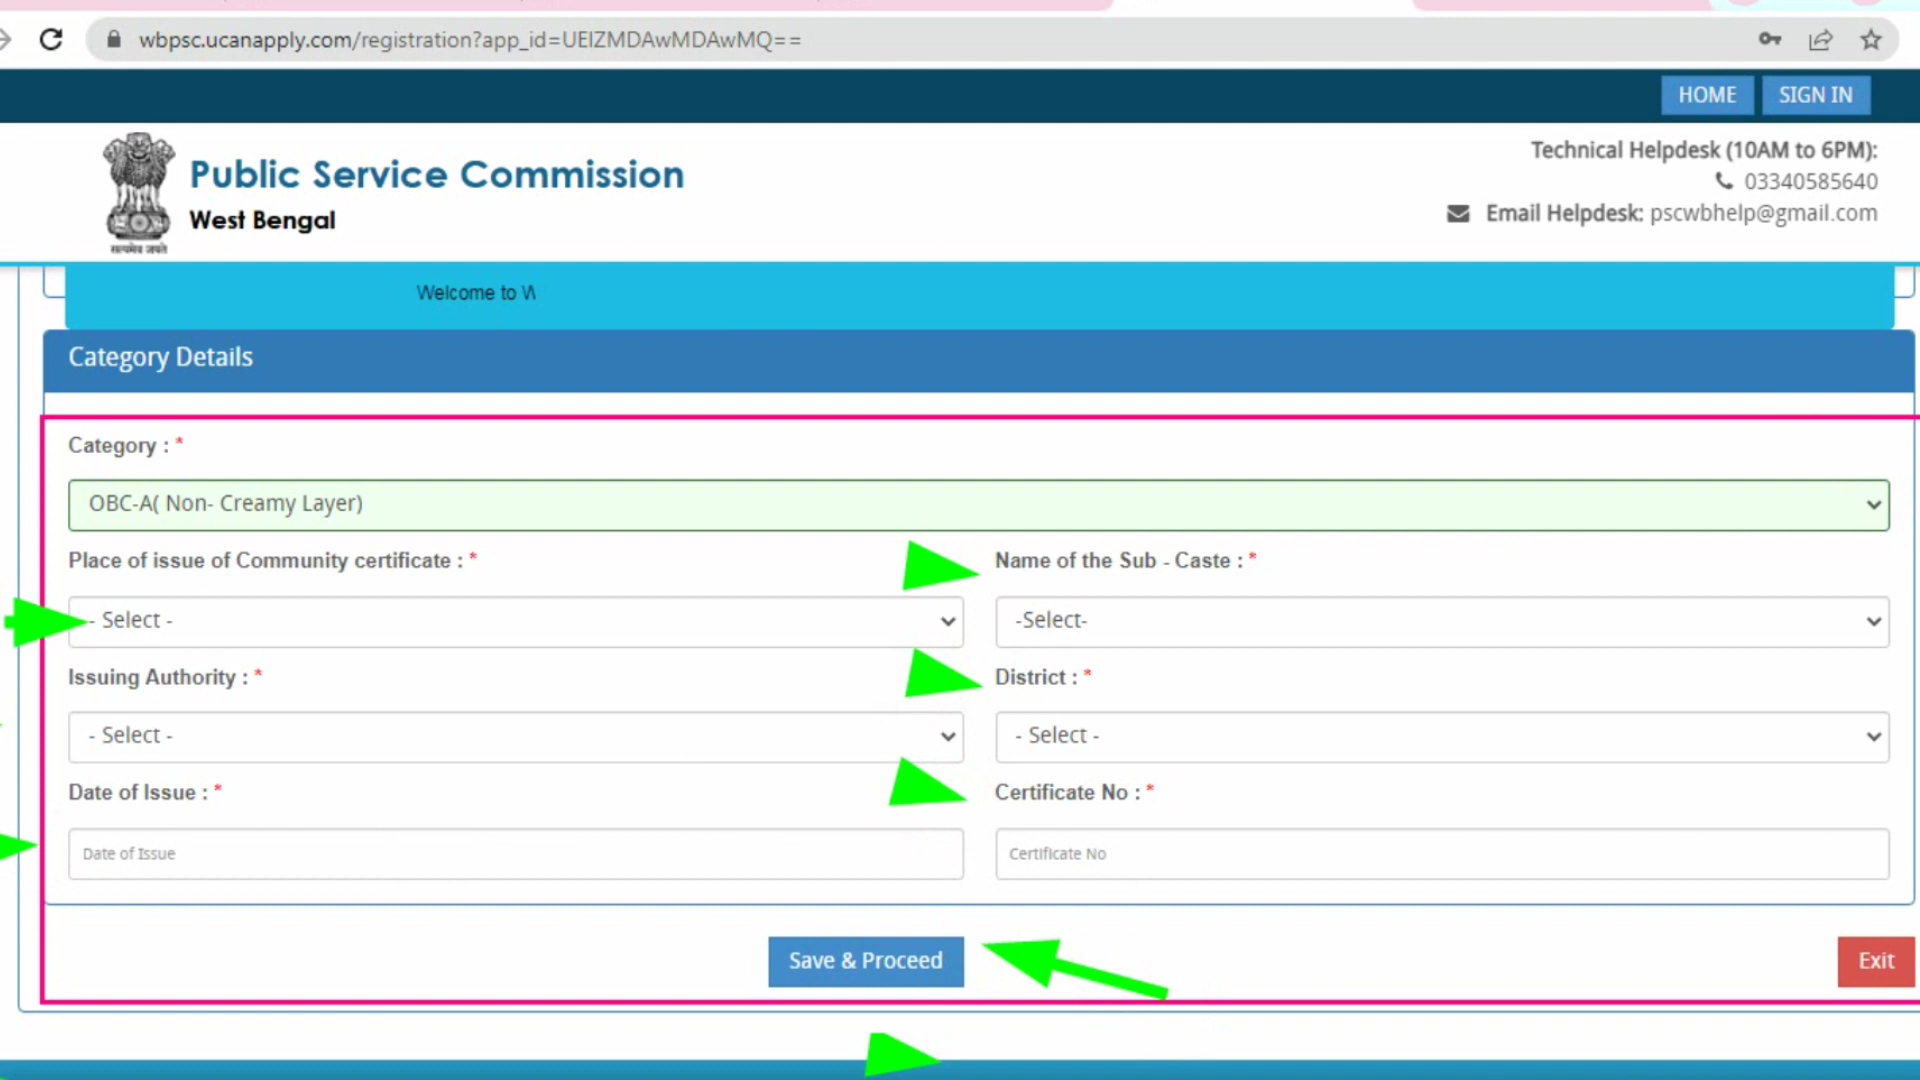 wbpsc.ucanapply.com/registration?app_id=UEIZMDAwMDAwMQ==
HOME SIGN IN
Public Service Commission
West Bengal
सत्यमेव जयते
Technical Helpdesk (10AM to 6PM):
03340585640
Email Helpdesk: pscwbhelp@gmail.com
Welcome to W
Category Details
Category : *
OBC-A( Non- Creamy Layer)
Place of issue of Community certificate : *
Name of the Sub - Caste : *
- Select -
-Select-
Issuing Authority : *
District : *
- Select -
- Select -
Date of Issue : *
Certificate No : *
Date of Issue
Certificate No
Save & Proceed
Exit